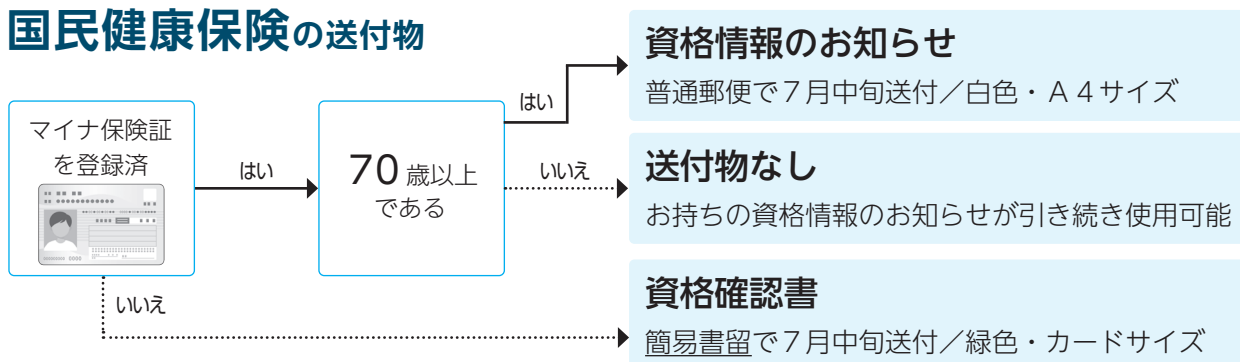 国民健康保険の送付物
マイナ保険証
を登録済
はい
70歳以上
である
はい
いいえ
いいえ
資格情報のお知らせ
普通郵便で７月中旬送付／白色・Ａ４サイズ
送付物なし
お持ちの資格情報のお知らせが引き続き使用可能
資格確認書
簡易書留で７月中旬送付／緑色・カードサイズ